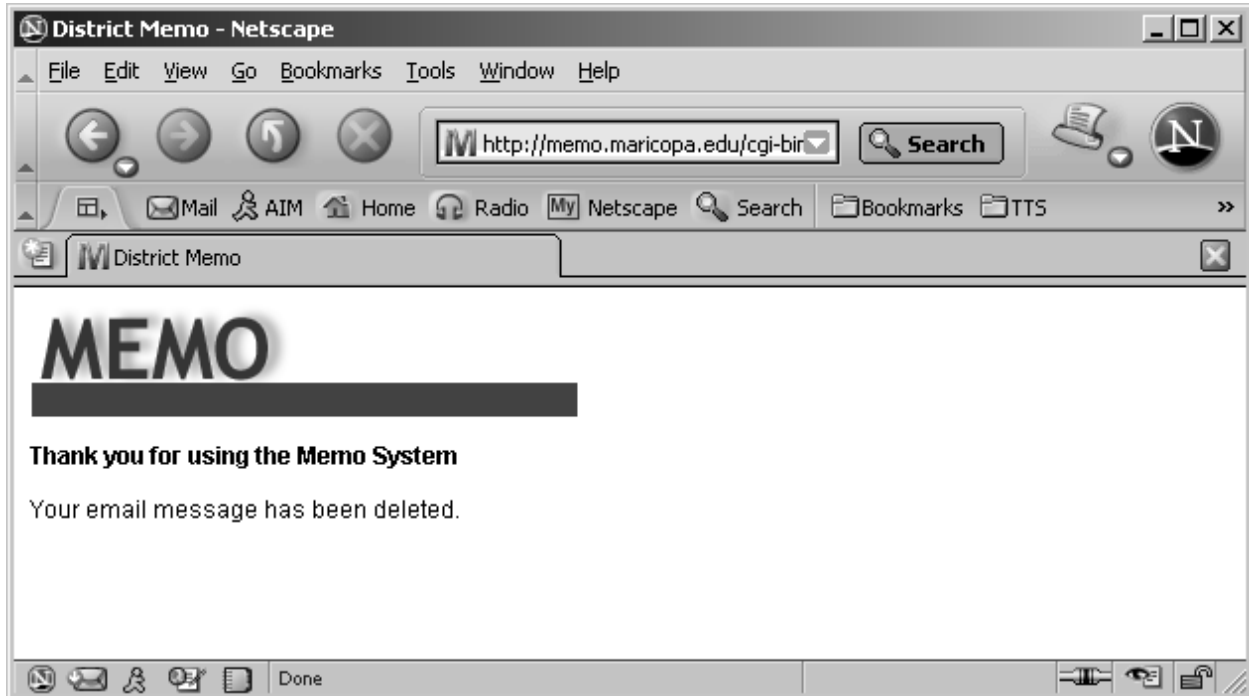 District Memo - Netscape
File Edit View Go Bookmarks Tools Window Help
http://memo.maricopa.edu/cgi-bin Search N
Mail AIM Home Radio My Netscape Search Bookmarks TTS »
District Memo
MEMO
Thank you for using the Memo System
Your email message has been deleted.
Done